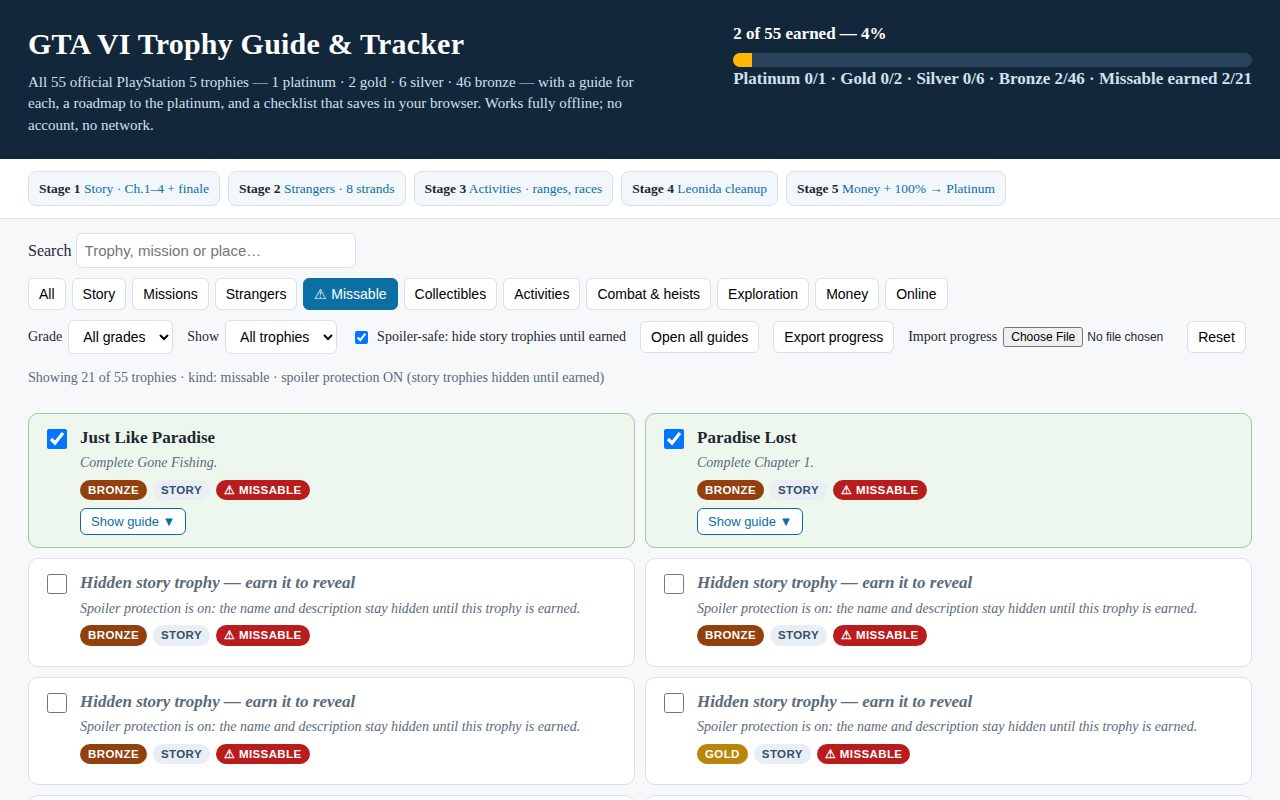 GTA VI Trophy Guide & Tracker
All 55 official PlayStation 5 trophies — 1 platinum · 2 gold · 6 silver · 46 bronze — with a guide for
each, a roadmap to the platinum, and a checklist that saves in your browser. Works fully offline; no
account, no network.
2 of 55 earned — 4%
Platinum 0/1 · Gold 0/2 · Silver 0/6 · Bronze 2/46 · Missable earned 2/21
Stage 1 Story · Ch.1–4 + finale
Stage 2 Strangers · 8 strands
Stage 3 Activities · ranges, races
Stage 4 Leonida cleanup
Stage 5 Money + 100% → Platinum
Search Trophy, mission or place…
All Story Missions Strangers ⚠ Missable Collectibles Activities Combat & heists Exploration Money Online
Grade All grades Show All trophies Spoiler-safe: hide story trophies until earned Open all guides Export progress Import progress Choose File No file chosen Reset
Showing 21 of 55 trophies · kind: missable · spoiler protection ON (story trophies hidden until earned)
Just Like Paradise
Complete Gone Fishing.
BRONZE STORY ⚠ MISSABLE
Show guide ▼
Paradise Lost
Complete Chapter 1.
BRONZE STORY ⚠ MISSABLE
Show guide ▼
Hidden story trophy — earn it to reveal
Spoiler protection is on: the name and description stay hidden until this trophy is earned.
BRONZE STORY ⚠ MISSABLE
Hidden story trophy — earn it to reveal
Spoiler protection is on: the name and description stay hidden until this trophy is earned.
BRONZE STORY ⚠ MISSABLE
Hidden story trophy — earn it to reveal
Spoiler protection is on: the name and description stay hidden until this trophy is earned.
BRONZE STORY ⚠ MISSABLE
Hidden story trophy — earn it to reveal
Spoiler protection is on: the name and description stay hidden until this trophy is earned.
GOLD STORY ⚠ MISSABLE